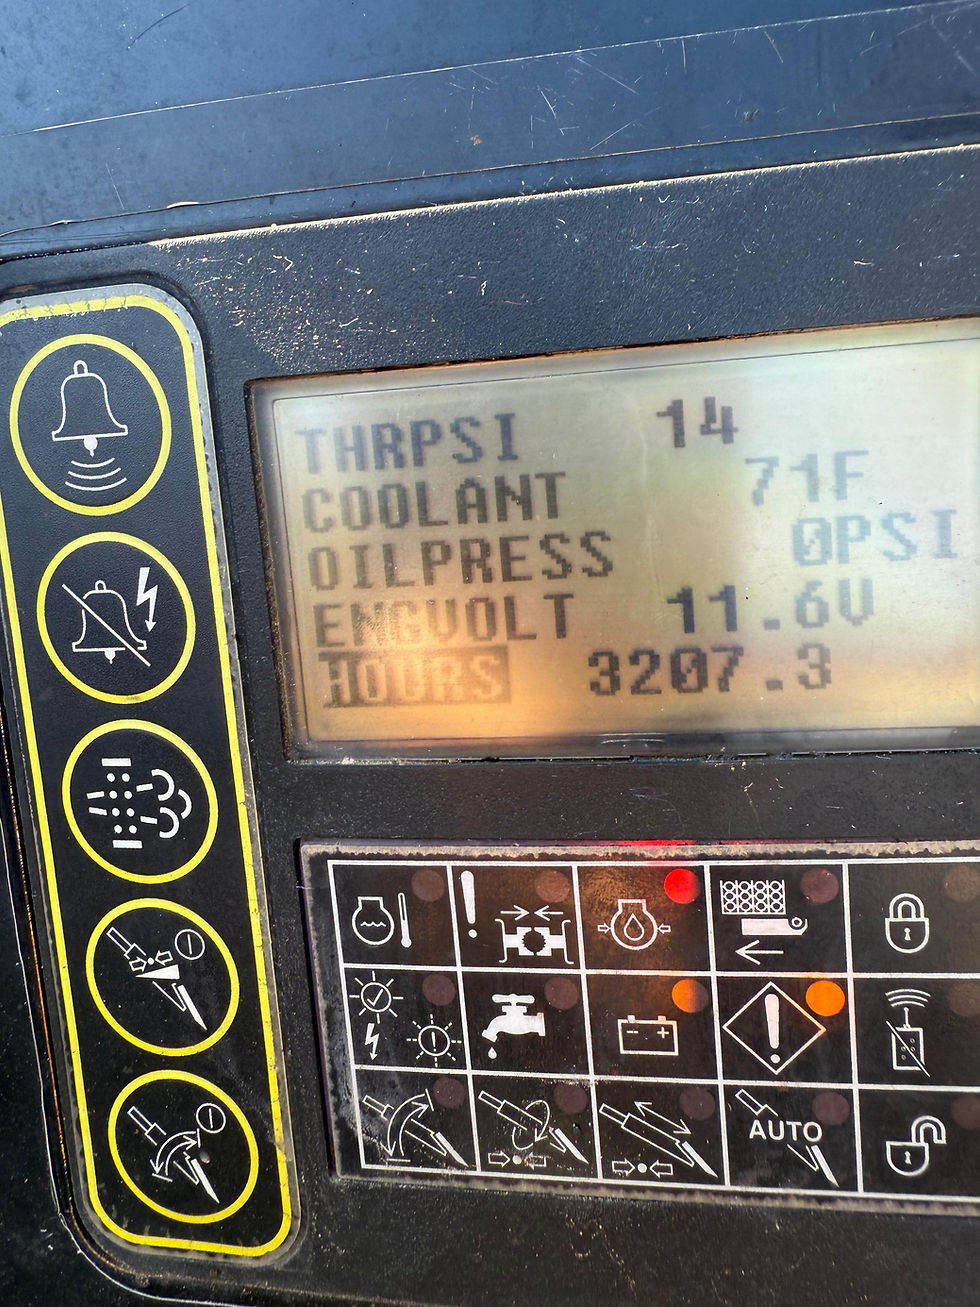 THRPSI 14
COOLANT 71F
OILPRESS 0PSI
ENGVOLT 11.6V
HOURS 3207.3
AUTO